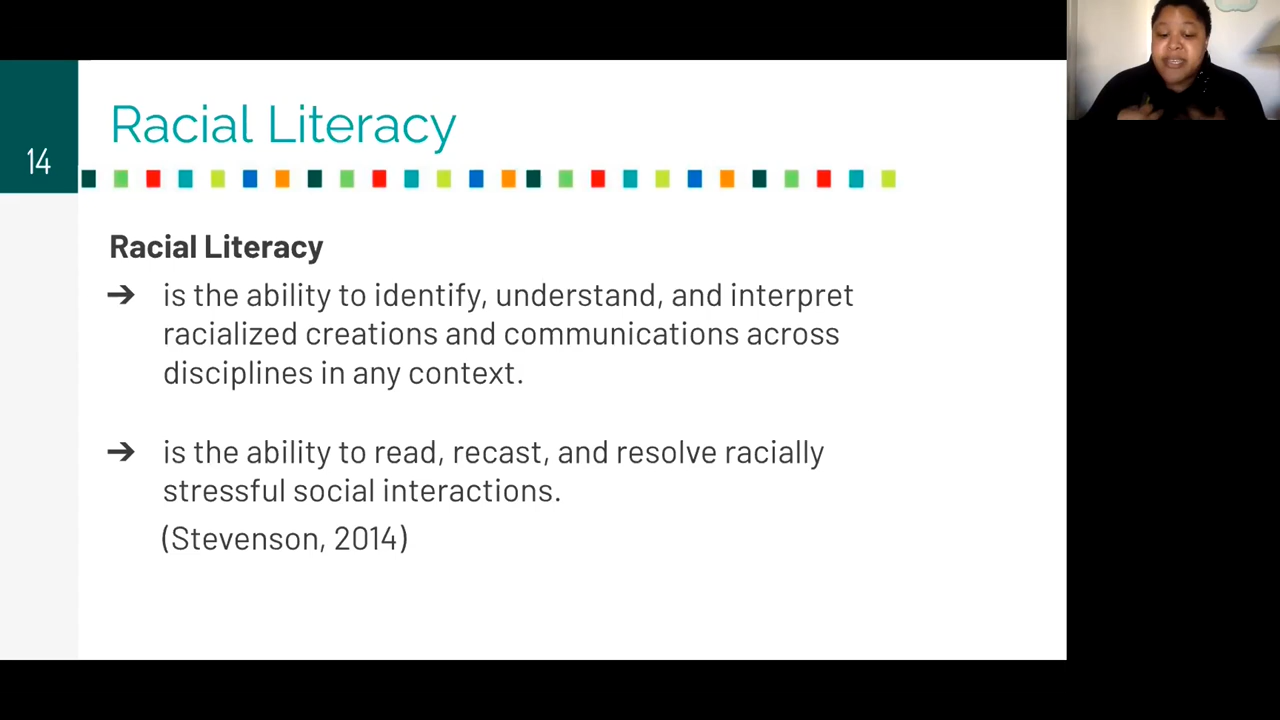 Racial Literacy
14
Racial Literacy
➔ is the ability to identify, understand, and interpret
racialized creations and communications across
disciplines in any context.
➔ is the ability to read, recast, and resolve racially
stressful social interactions.
(Stevenson, 2014)